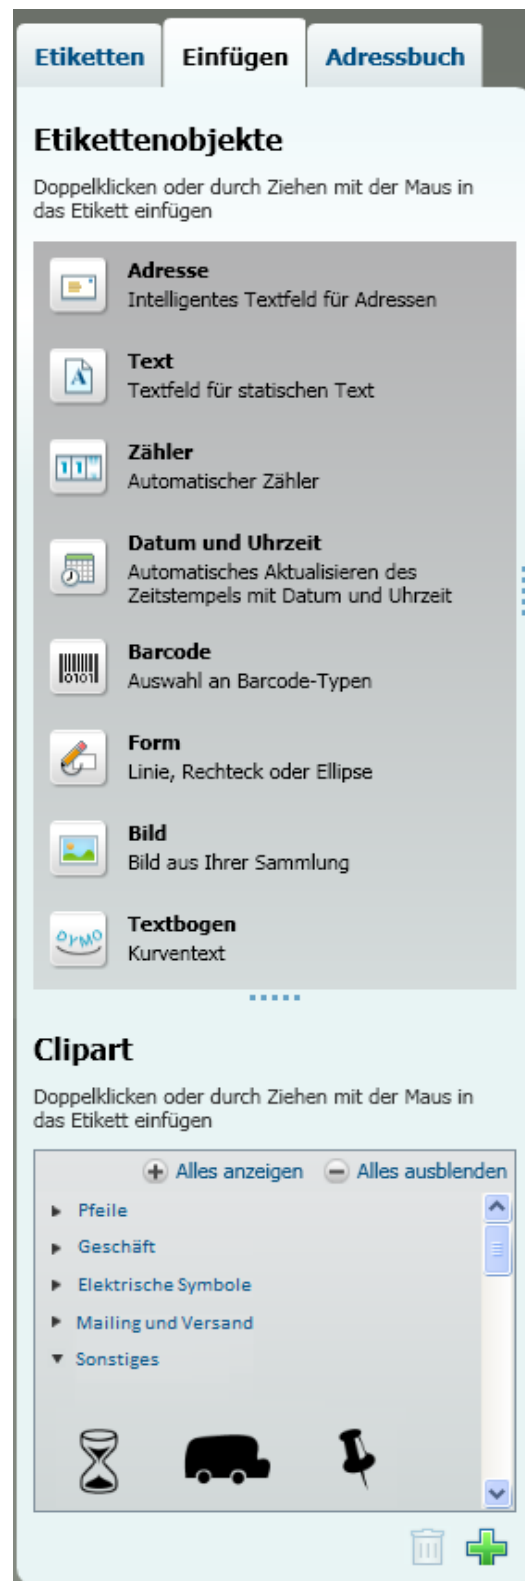 Etiketten Einfügen Adressbuch
Etikettenobjekte
Doppelklicken oder durch Ziehen mit der Maus in
das Etikett einfügen
Adresse
Intelligentes Textfeld für Adressen
A
Text
Textfeld für statischen Text
11
Zähler
Automatischer Zähler
Datum und Uhrzeit
Automatisches Aktualisieren des
Zeitstempels mit Datum und Uhrzeit
0101
Barcode
Auswahl an Barcode-Typen
Form
Linie, Rechteck oder Ellipse
Bild
Bild aus Ihrer Sammlung
DYMO
Textbogen
Kurventext
Clipart
Doppelklicken oder durch Ziehen mit der Maus in
das Etikett einfügen
Alles anzeigen Alles ausblenden
Pfeile
Geschäft
Elektrische Symbole
Mailing und Versand
Sonstiges